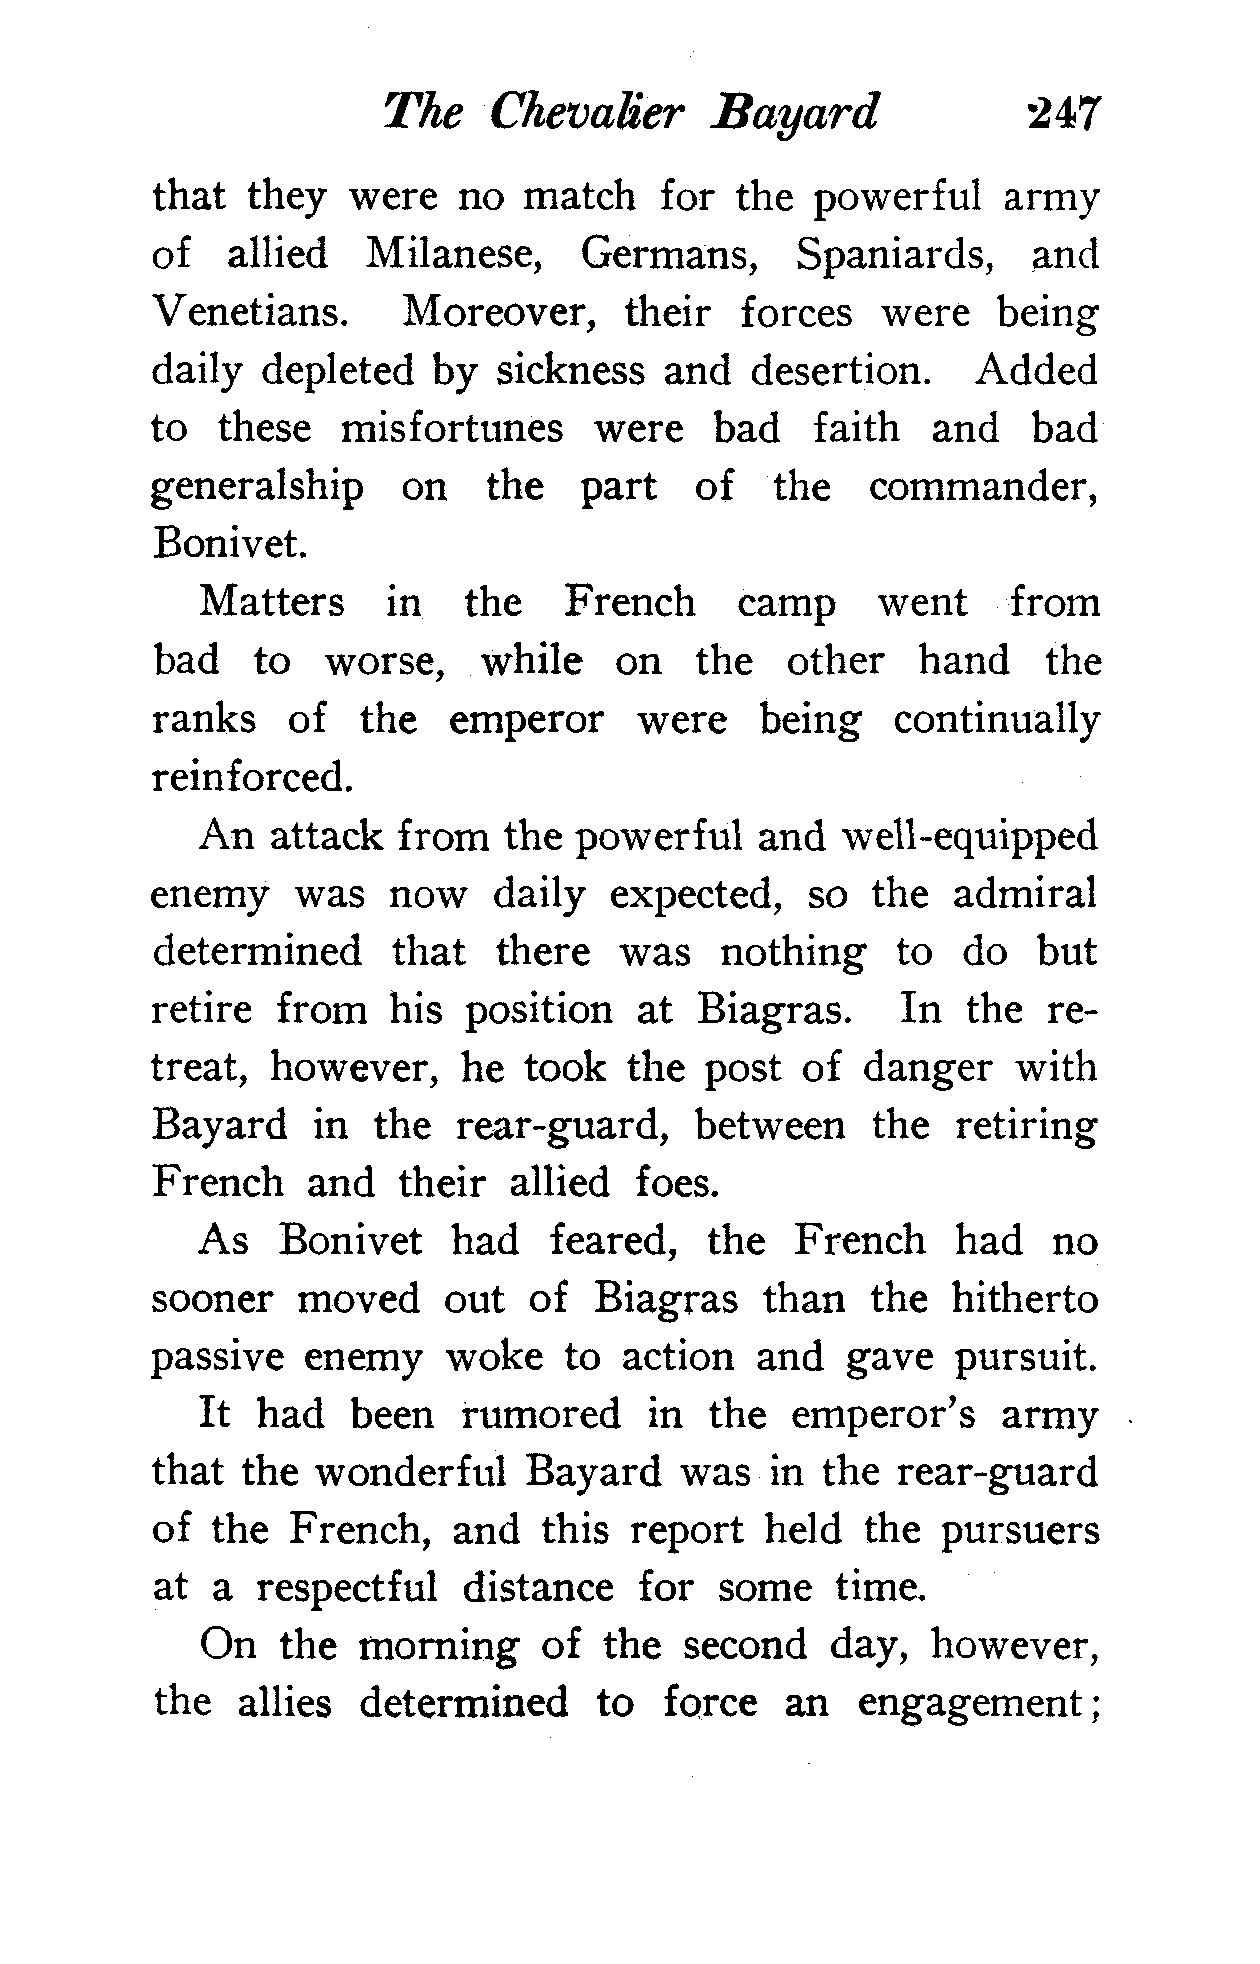 The Chevalier Bayard 247
that they were no match for the powerful army
of allied Milanese, Germans, Spaniards, and
Venetians. Moreover, their forces were being
daily depleted by sickness and desertion. Added
to these misfortunes were bad faith and bad
generalship on the part of the commander,
Bonivet.
Matters in the French camp went from
bad to worse, while on the other hand the
ranks of the emperor were being continually
reinforced.
An attack from the powerful and well-equipped
enemy was now daily expected, so the admiral
determined that there was nothing to do but
retire from his position at Biagras. In the re-
treat, however, he took the post of danger with
Bayard in the rear-guard, between the retiring
French and their allied foes.
As Bonivet had feared, the French had no
sooner moved out of Biagras than the hitherto
passive enemy woke to action and gave pursuit.
It had been rumored in the emperor's army
that the wonderful Bayard was in the rear-guard
of the French, and this report held the pursuers
at a respectful distance for some time.
On the morning of the second day, however,
the allies determined to force an engagement;